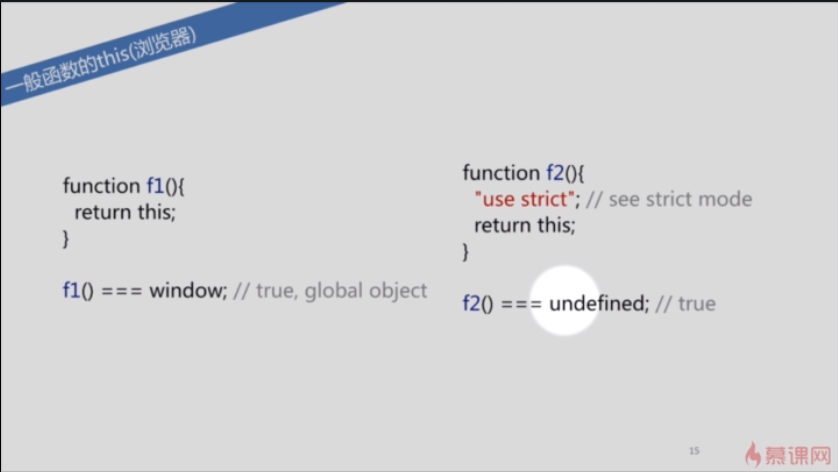 一般函数的this(浏览器)
function f1(){
return this;
}
f1() === window; // true, global object
function f2(){
"use strict"; // see strict mode
return this;
}
f2() === undefined; // true
15
慕课网